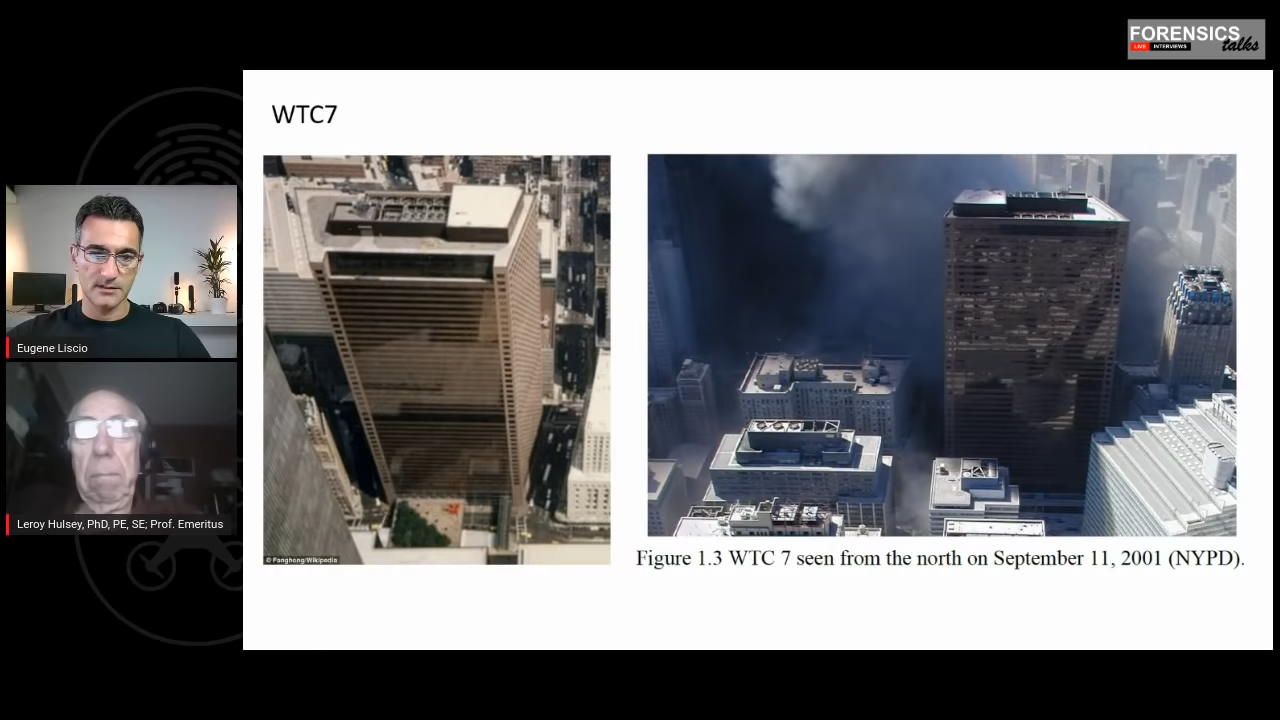 FORENSICS
LIVE INTERVIEWS talks
WTC7
Eugene Liscio
Leroy Hulsey, PhD, PE, SE; Prof. Emeritus
© Fanghong/Wikipedia
Figure 1.3 WTC 7 seen from the north on September 11, 2001 (NYPD).